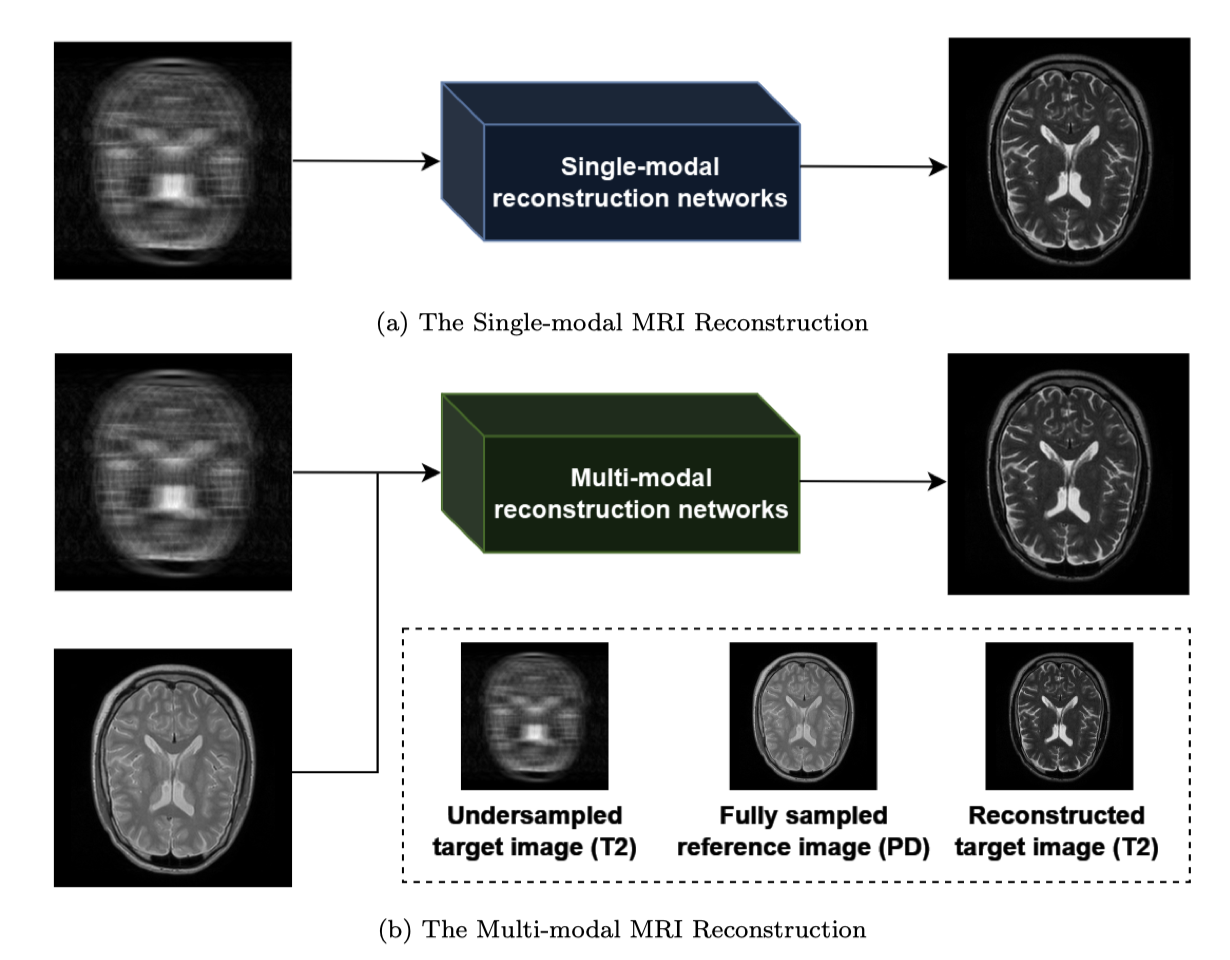 Single-modal
reconstruction networks
(a) The Single-modal MRI Reconstruction
Multi-modal
reconstruction networks
Undersampled
target image (T2)
Fully sampled
reference image (PD)
Reconstructed
target image (T2)
(b) The Multi-modal MRI Reconstruction